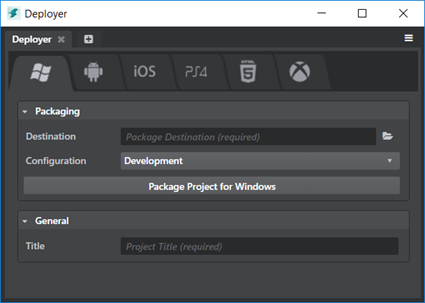 Deployer
Deployer
iOS PS4
Packaging
Destination Package Destination (required)
Configuration Development
Package Project for Windows
General
Title Project Title (required)